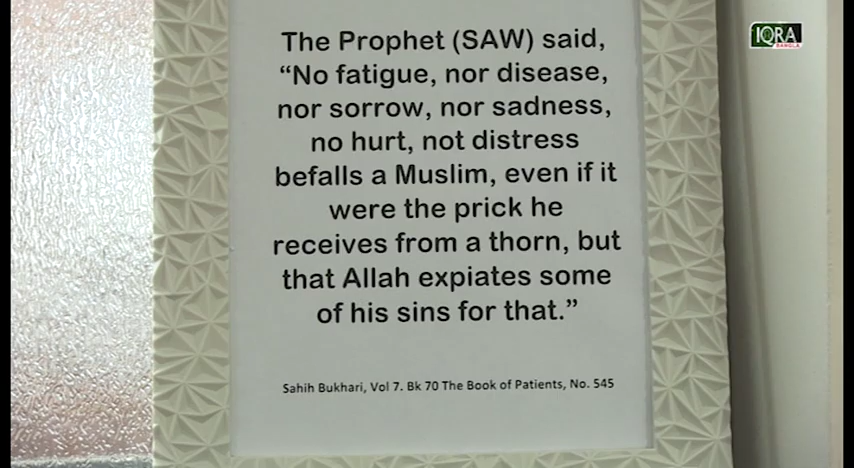 The Prophet (SAW) said,
“No fatigue, nor disease,
nor sorrow, nor sadness,
no hurt, not distress
befalls a Muslim, even if it
were the prick he
receives from a thorn, but
that Allah expiates some
of his sins for that.”
Sahih Bukhari, Vol 7. Bk 70 The Book of Patients, No. 545
IQRA
BANGLA